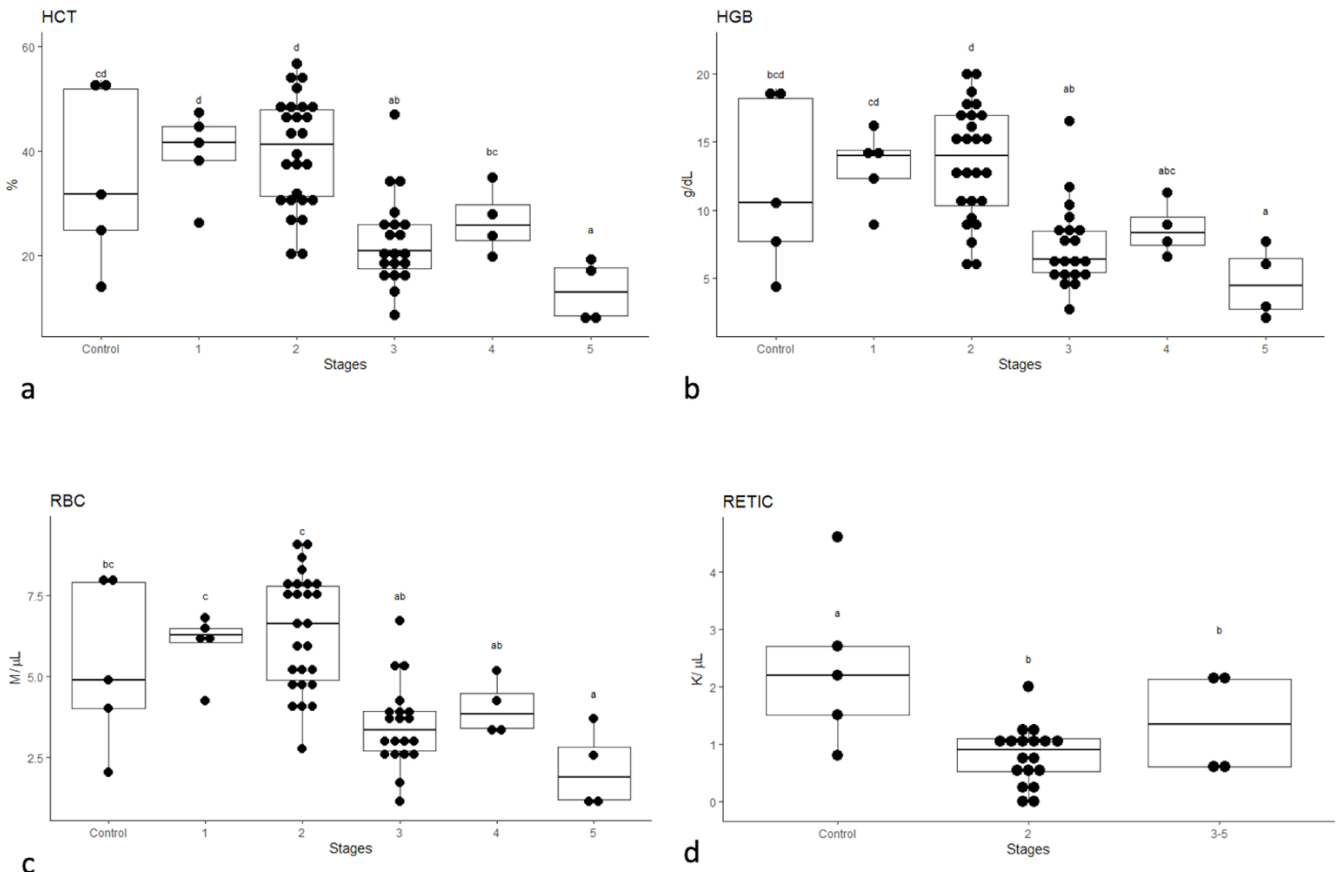 HCT
60
40
20
%
cd
d
d
ab
bc
a
Control 1 2 3 4 5
Stages
a
HGB
20
15
10
5
g/dL
bcd
cd
d
ab
abc
a
Control 1 2 3 4 5
Stages
b
RBC
7.5
5.0
2.5
M/µL
bc
c
c
ab
ab
a
Control 1 2 3 4 5
Stages
c
RETIC
4
3
2
1
0
K/ µL
a
b
b
Control 2 3-5
Stages
d